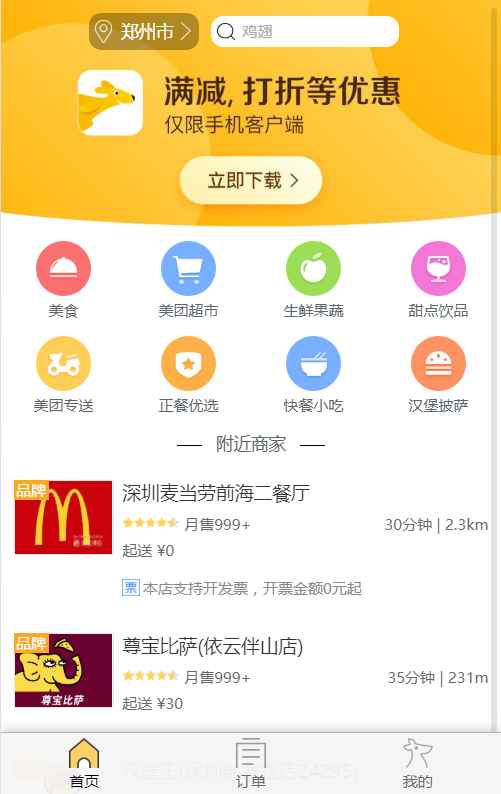 郑州市 鸡翅
满减, 打折等优惠
仅限手机客户端
立即下载
美食 美团超市 生鲜果蔬 甜点饮品
美团专送 正餐优选 快餐小吃 汉堡披萨
附近商家
品牌
深圳麦当劳前海二餐厅
月售999+ 30分钟 | 2.3km
起送 ¥0
票 本店支持开发票，开票金额0元起
品牌
尊宝比萨(依云伴山店)
月售999+ 35分钟 | 231m
尊宝比萨
起送 ¥30
首页 订单 我的